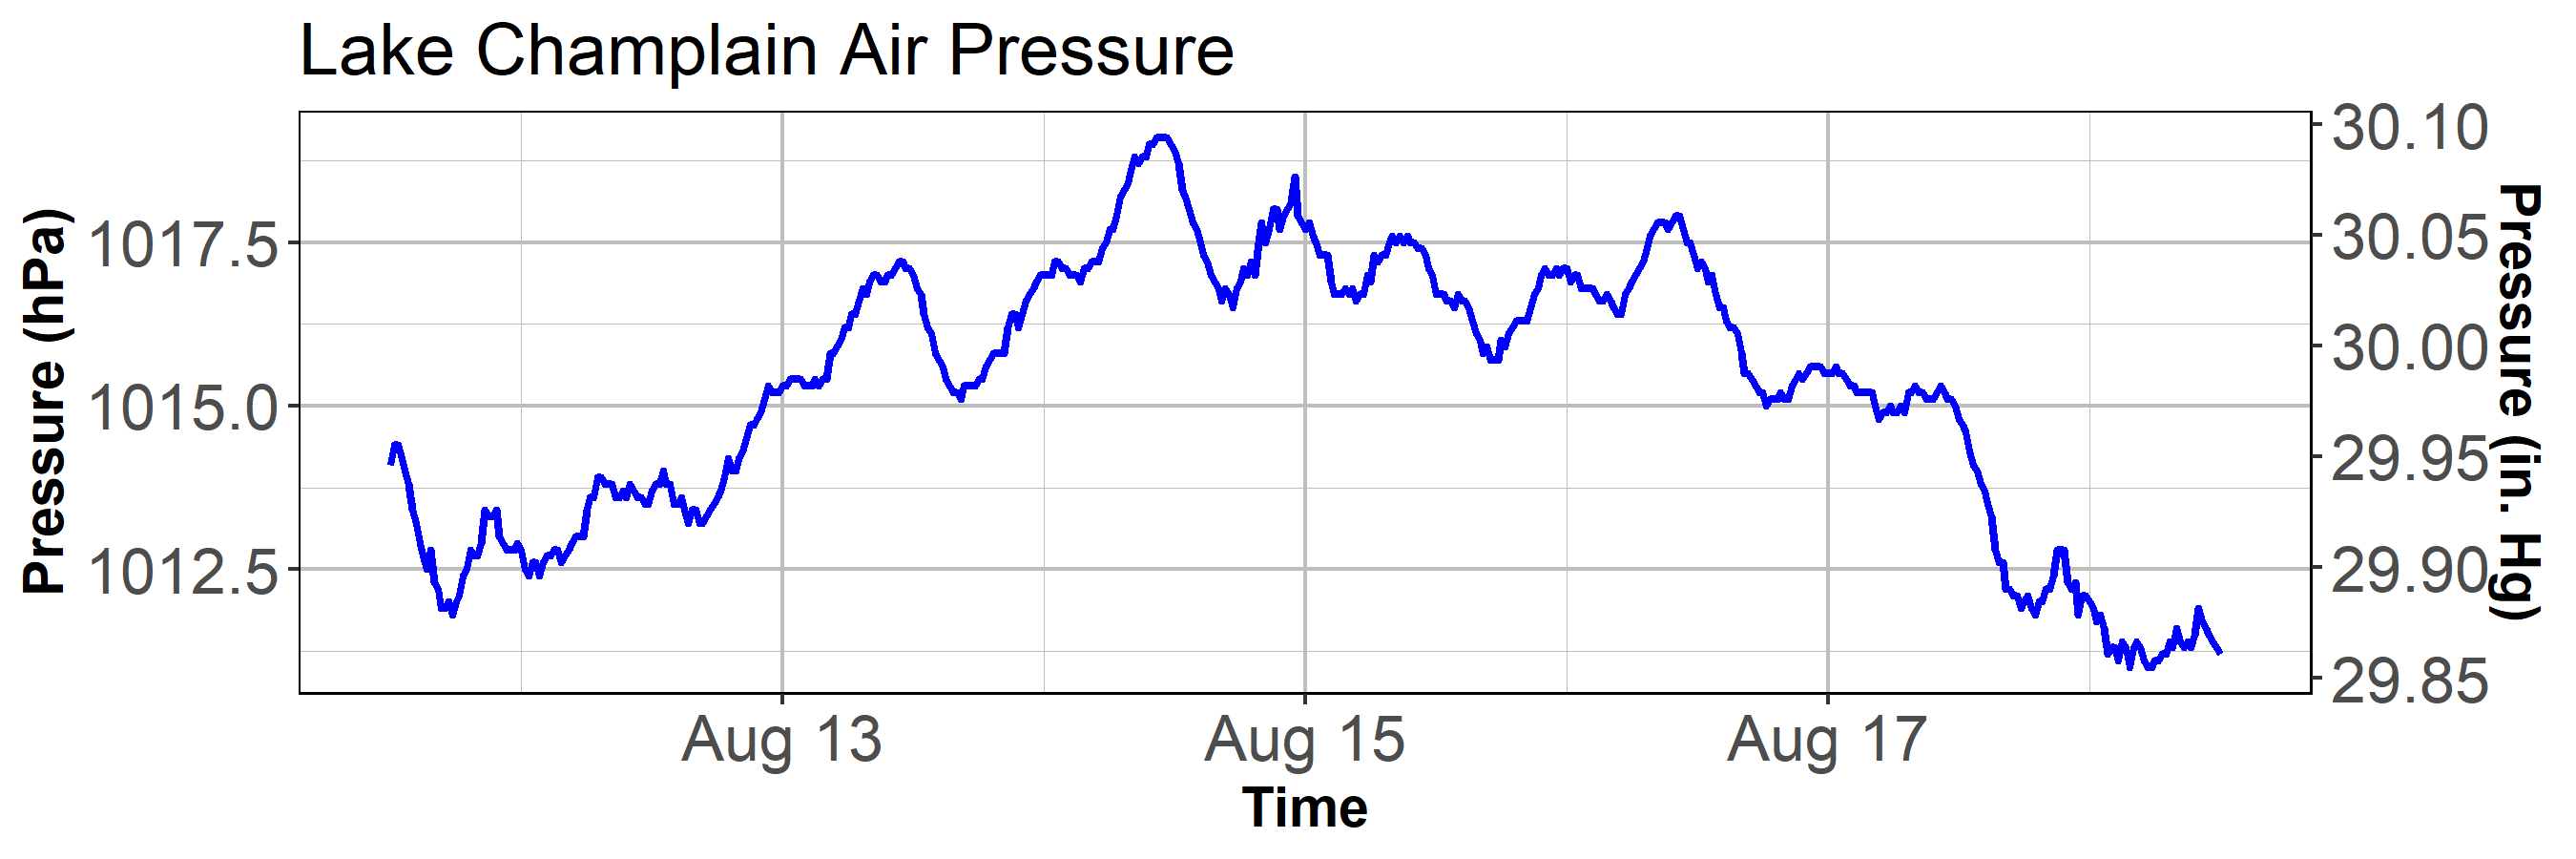 Lake Champlain Air Pressure
Pressure (hPa)
1017.5
1015.0
1012.5
30.10
30.05
30.00
29.95
29.90
29.85
Pressure (in. Hg)
Aug 13
Aug 15
Aug 17
Time